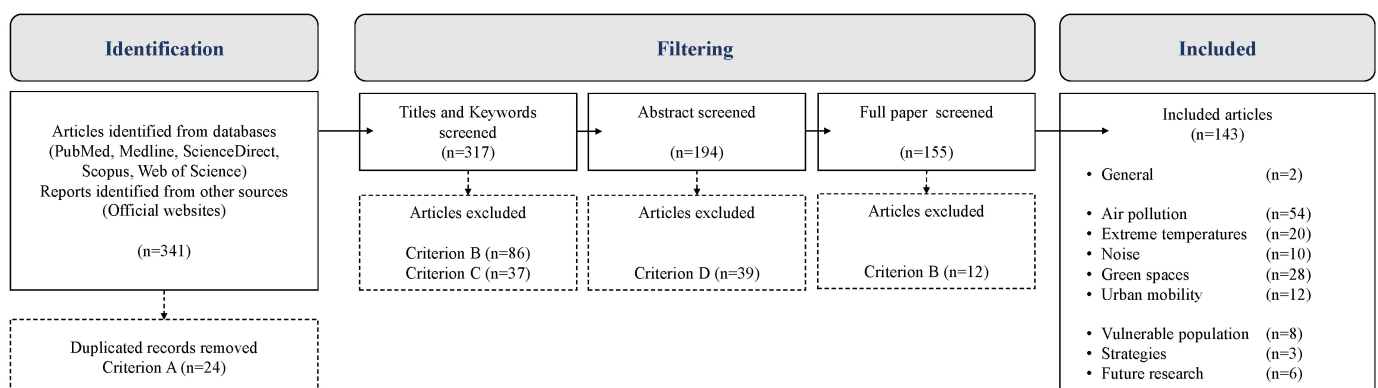 Identification
Articles identified from databases
(PubMed, Medline, ScienceDirect,
Scopus, Web of Science)
Reports identified from other sources
(Official websites)
(n=341)
Duplicated records removed
Criterion A (n=24)
Filtering
Titles and Keywords
screened
(n=317)
Articles excluded
Criterion B (n=86)
Criterion C (n=37)
Abstract screened
(n=194)
Articles excluded
Criterion D (n=39)
Full paper screened
(n=155)
Articles excluded
Criterion B (n=12)
Included
Included articles
(n=143)
• General (n=2)
• Air pollution (n=54)
• Extreme temperatures (n=20)
• Noise (n=10)
• Green spaces (n=28)
• Urban mobility (n=12)
• Vulnerable population (n=8)
• Strategies (n=3)
• Future research (n=6)